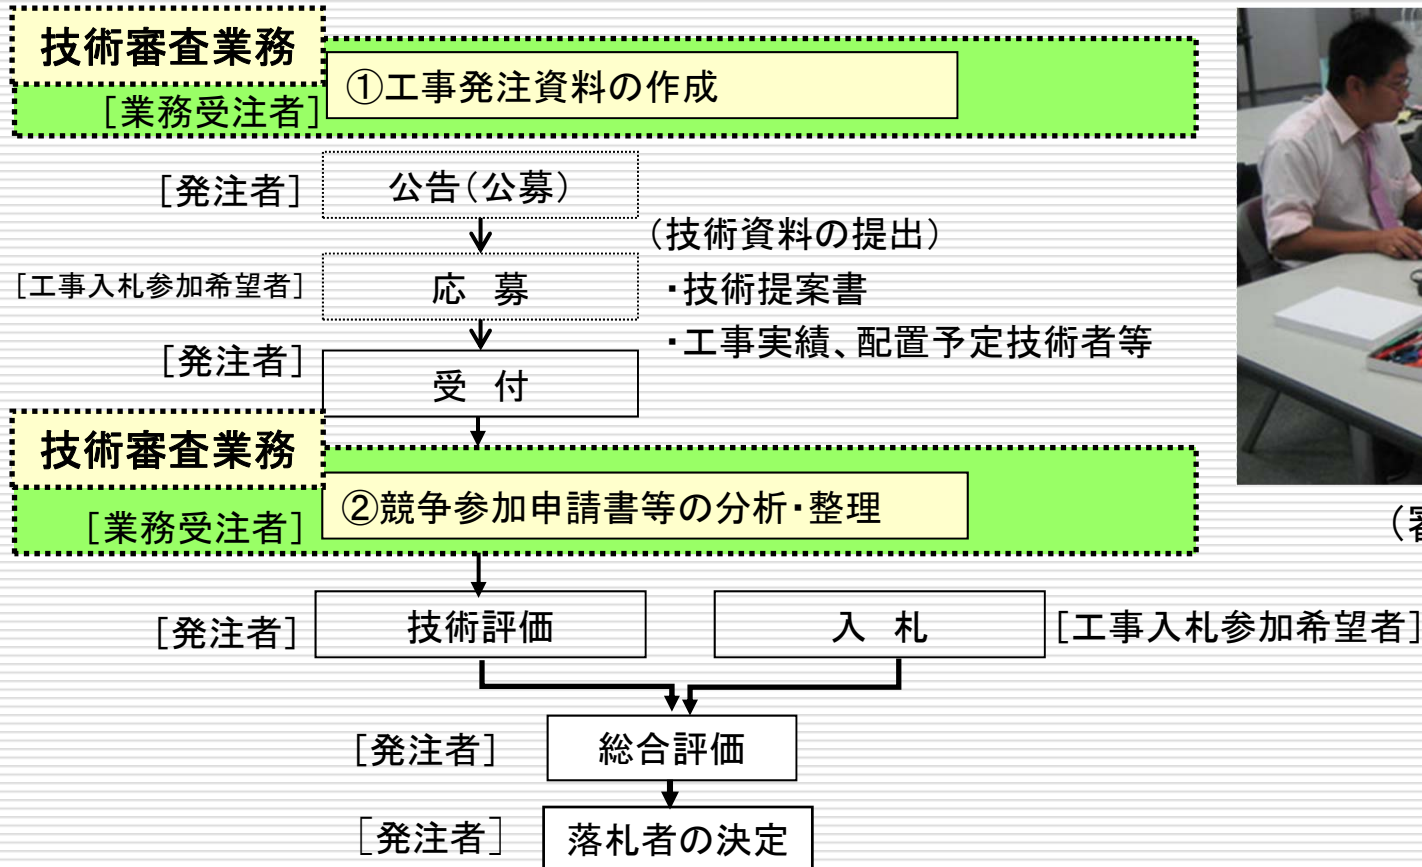 技術審査業務
①工事発注資料の作成
[業務受注者]
[発注者]
公告(公募)
(技術資料の提出)
[工事入札参加希望者]
応 募
・技術提案書
・工事実績、配置予定技術者等
[発注者]
受 付
技術審査業務
②競争参加申請書等の分析・整理
[業務受注者]
(審
[発注者]
技術評価
入 札
[工事入札参加希望者]
[発注者]
総合評価
[発注者]
落札者の決定